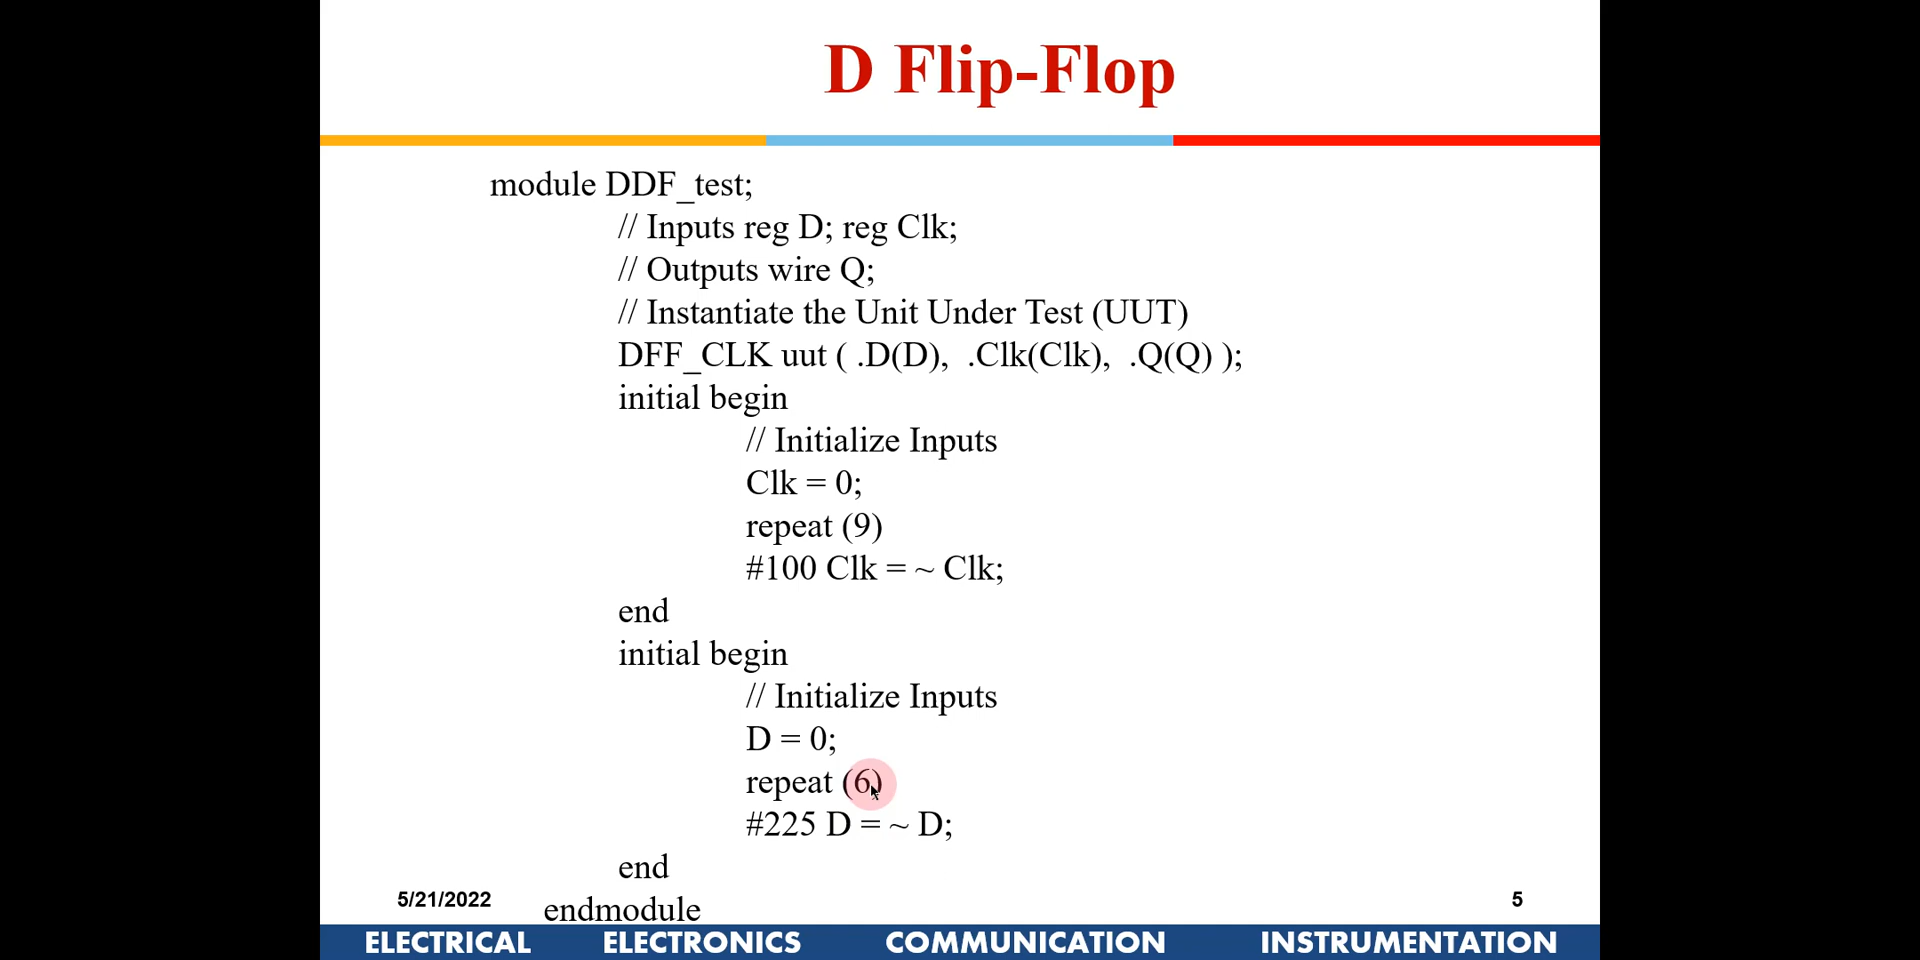 D Flip-Flop
module DDF_test;
// Inputs reg D; reg Clk;
// Outputs wire Q;
// Instantiate the Unit Under Test (UUT)
DFF_CLK uut ( .D(D), .Clk(Clk), .Q(Q) );
initial begin
// Initialize Inputs
Clk = 0;
repeat (9)
#100 Clk = ~ Clk;
end
initial begin
// Initialize Inputs
D = 0;
repeat (6)
#225 D = ~ D;
end
endmodule
5/21/2022
5
ELECTRICAL ELECTRONICS COMMUNICATION INSTRUMENTATION